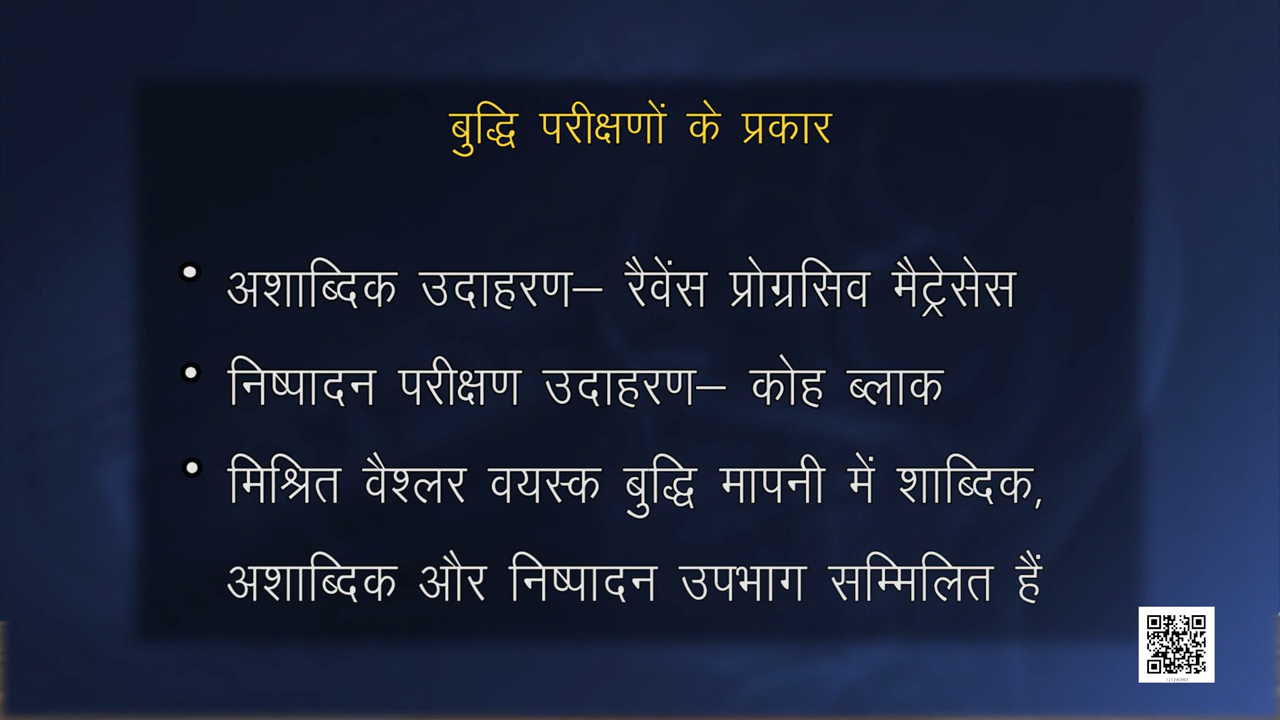 बुद्धि परीक्षणों के प्रकार
• अशाब्दिक उदाहरण– रैवेंस प्रोग्रसिव मैट्रेसेस
• निष्पादन परीक्षण उदाहरण– कोह ब्लाक
• मिश्रित वैश्लर वयस्क बुद्धि मापनी में शाब्दिक,
अशाब्दिक और निष्पादन उपभाग सम्मिलित हैं